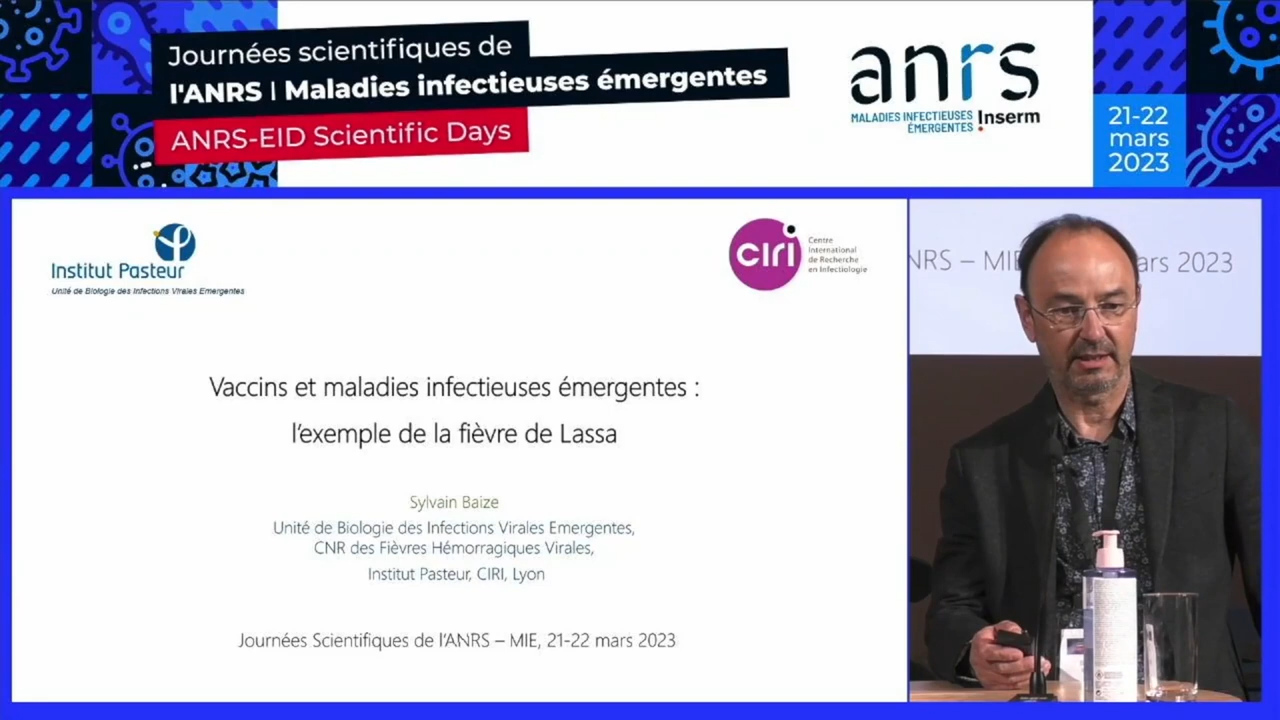 Journées scientifiques de
l'ANRS | Maladies infectieuses émergentes
ANRS-EID Scientific Days
anrs
MALADIES INFECTIEUSES
ÉMERGENTES Inserm
21-22
mars
2023
Institut Pasteur
Unité de Biologie des Infections Virales Emergentes
CIRI
Centre
International
de Recherche
en Infectiologie
Vaccins et maladies infectieuses émergentes :
l'exemple de la fièvre de Lassa
Sylvain Baize
Unité de Biologie des Infections Virales Emergentes,
CNR des Fièvres Hémorragiques Virales,
Institut Pasteur, CIRI, Lyon
Journées Scientifiques de l'ANRS – MIE, 21-22 mars 2023
NRS – MIE ars 2023